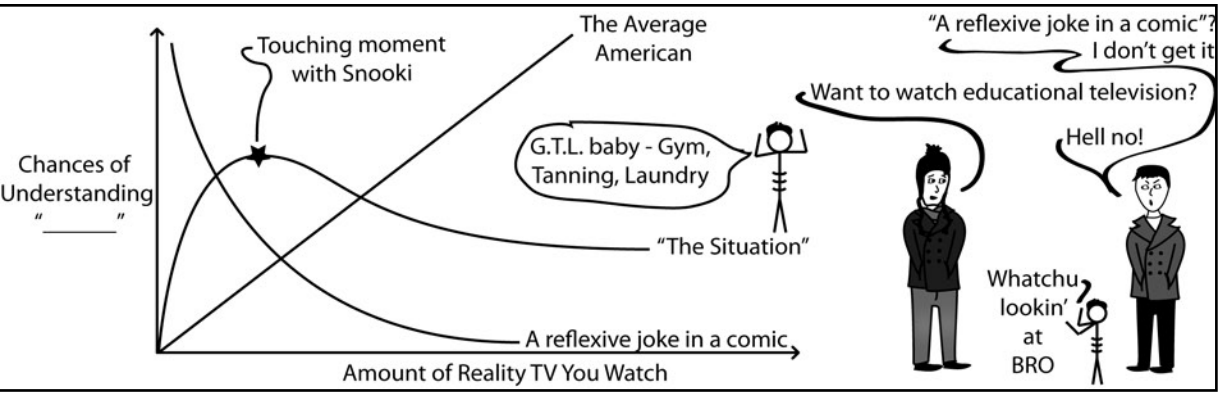 Chances of
Understanding
“______”
Touching moment
with Snooki
The Average
American
G.T.L. baby - Gym,
Tanning, Laundry
“The Situation”
A reflexive joke in a comic
Amount of Reality TV You Watch
“A reflexive joke in a comic”?
I don’t get it
Want to watch educational television?
Hell no!
Whatchu
lookin’
at
BRO